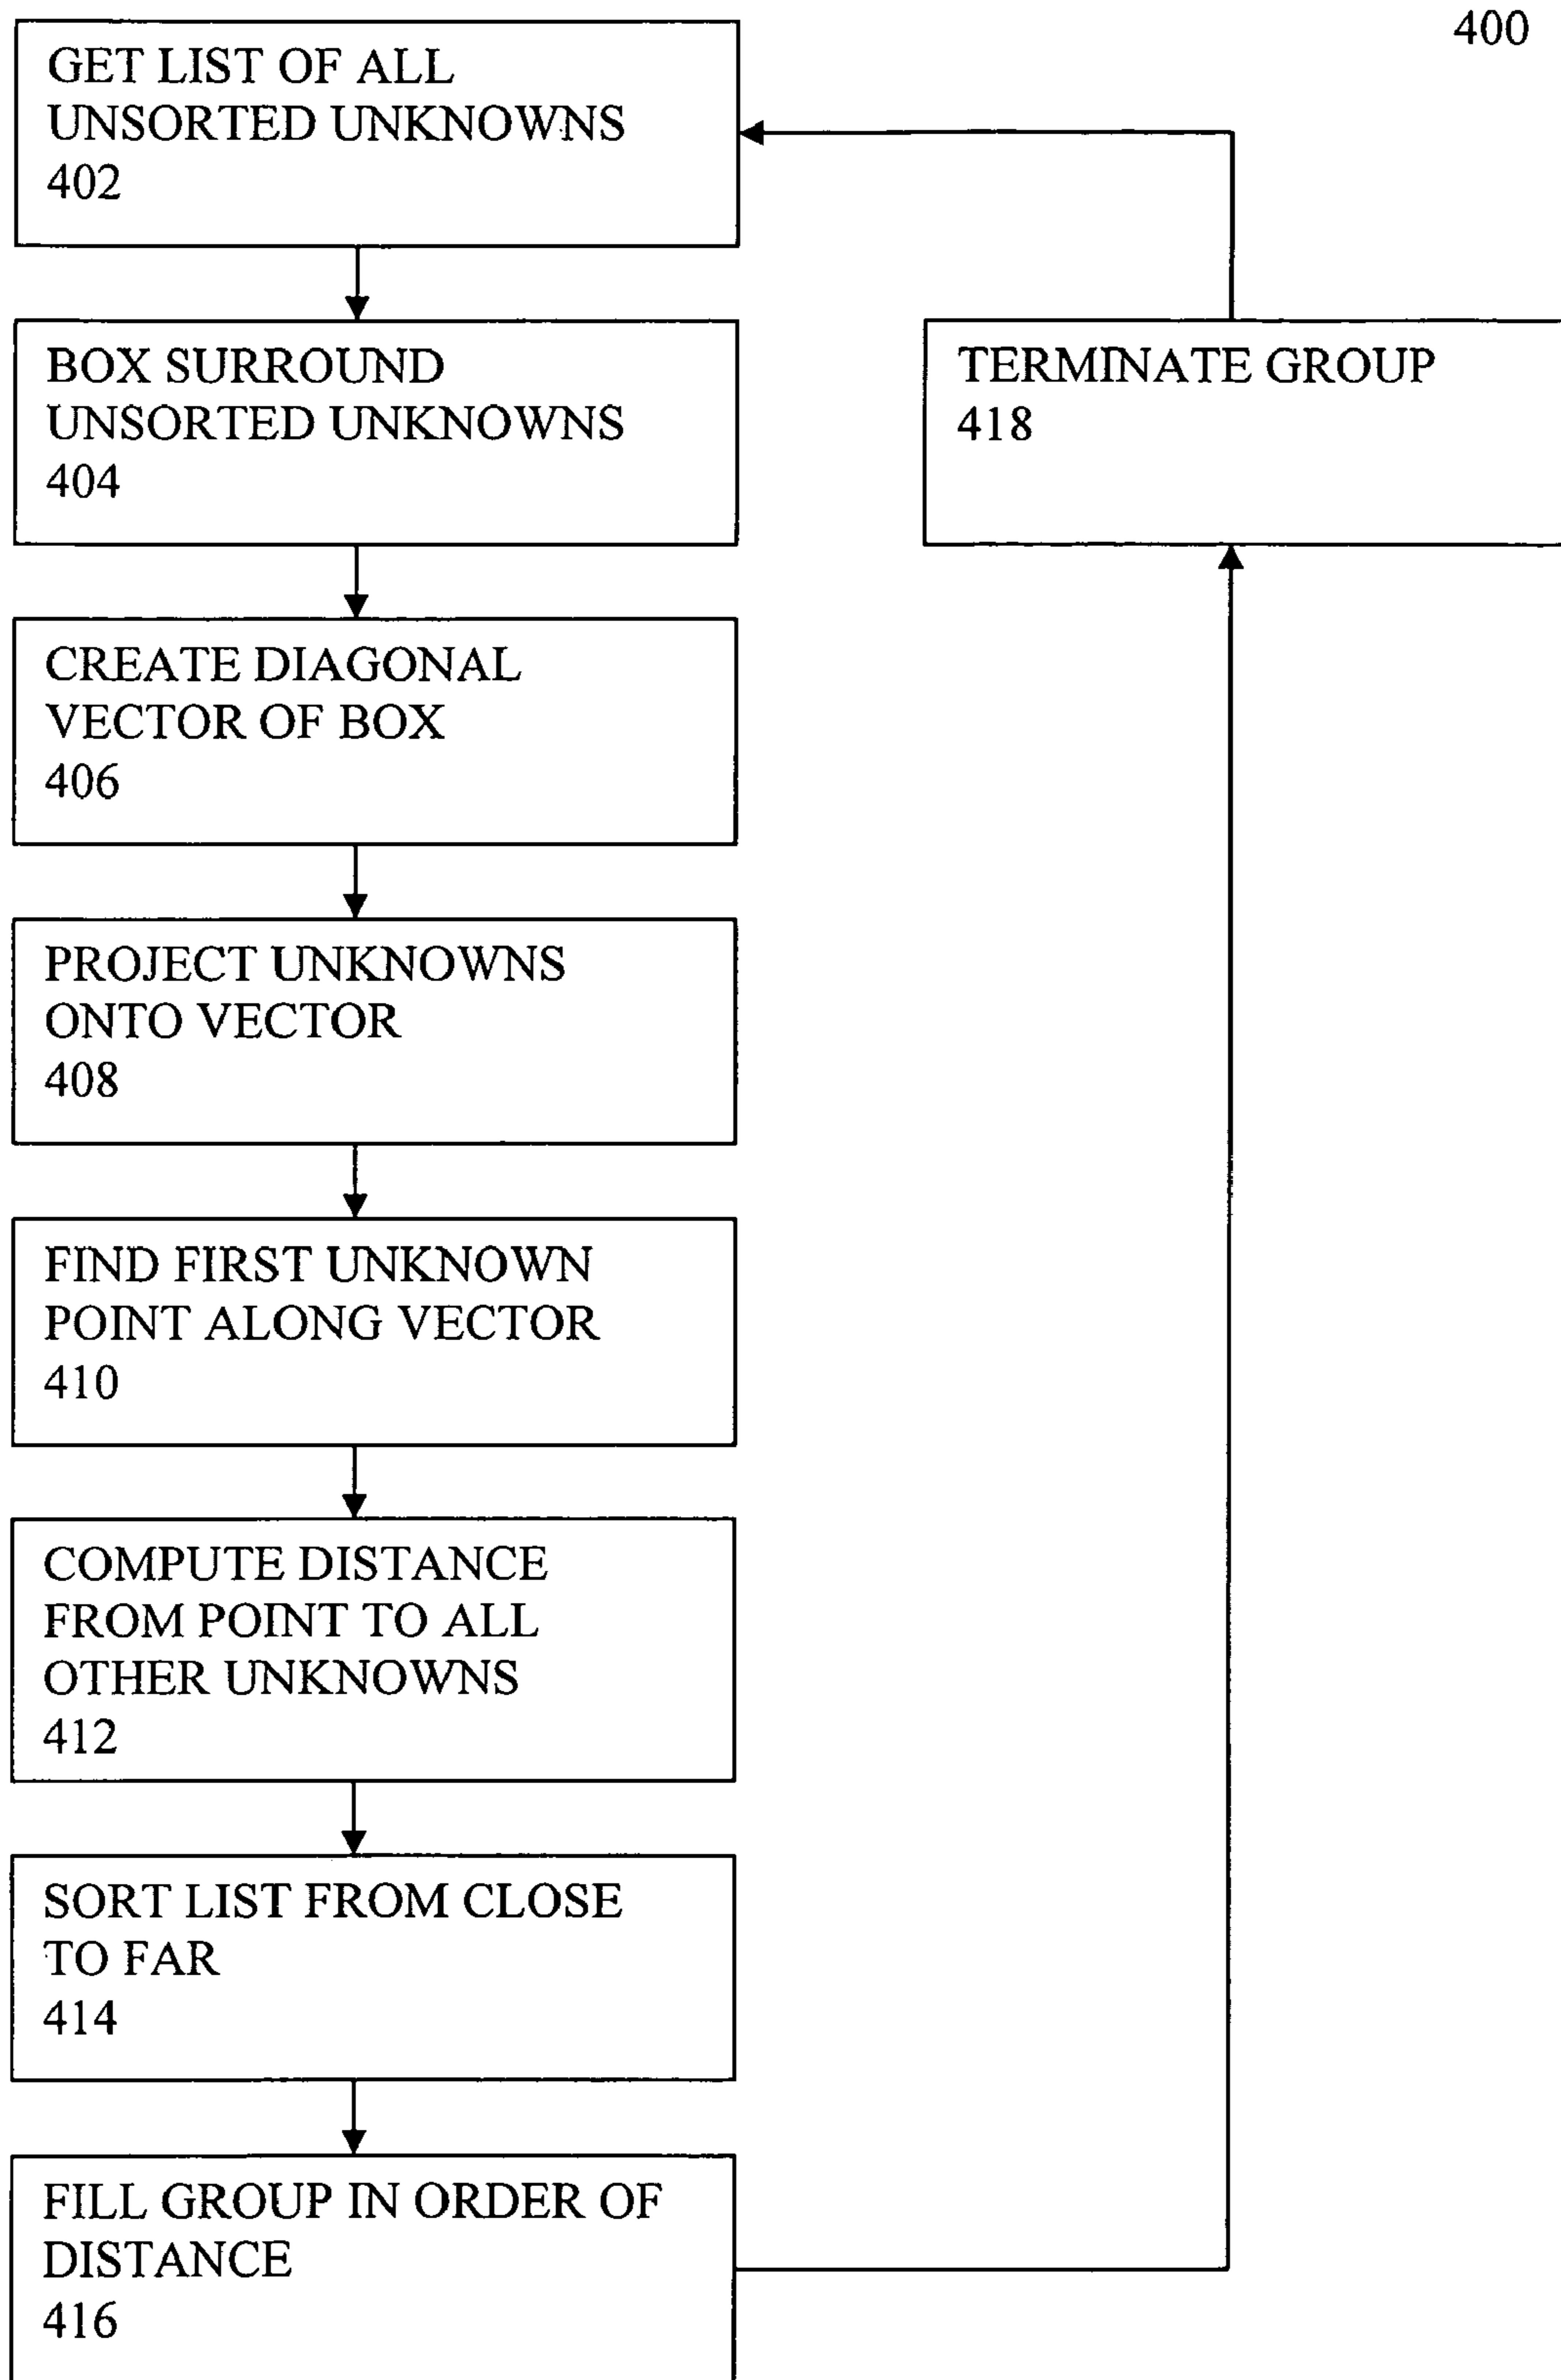 400
GET LIST OF ALL
UNSORTED UNKNOWNS
402
BOX SURROUND
UNSORTED UNKNOWNS
404
TERMINATE GROUP
418
CREATE DIAGONAL
VECTOR OF BOX
406
PROJECT UNKNOWNS
ONTO VECTOR
408
FIND FIRST UNKNOWN
POINT ALONG VECTOR
410
COMPUTE DISTANCE
FROM POINT TO ALL
OTHER UNKNOWNS
412
SORT LIST FROM CLOSE
TO FAR
414
FILL GROUP IN ORDER OF
DISTANCE
416